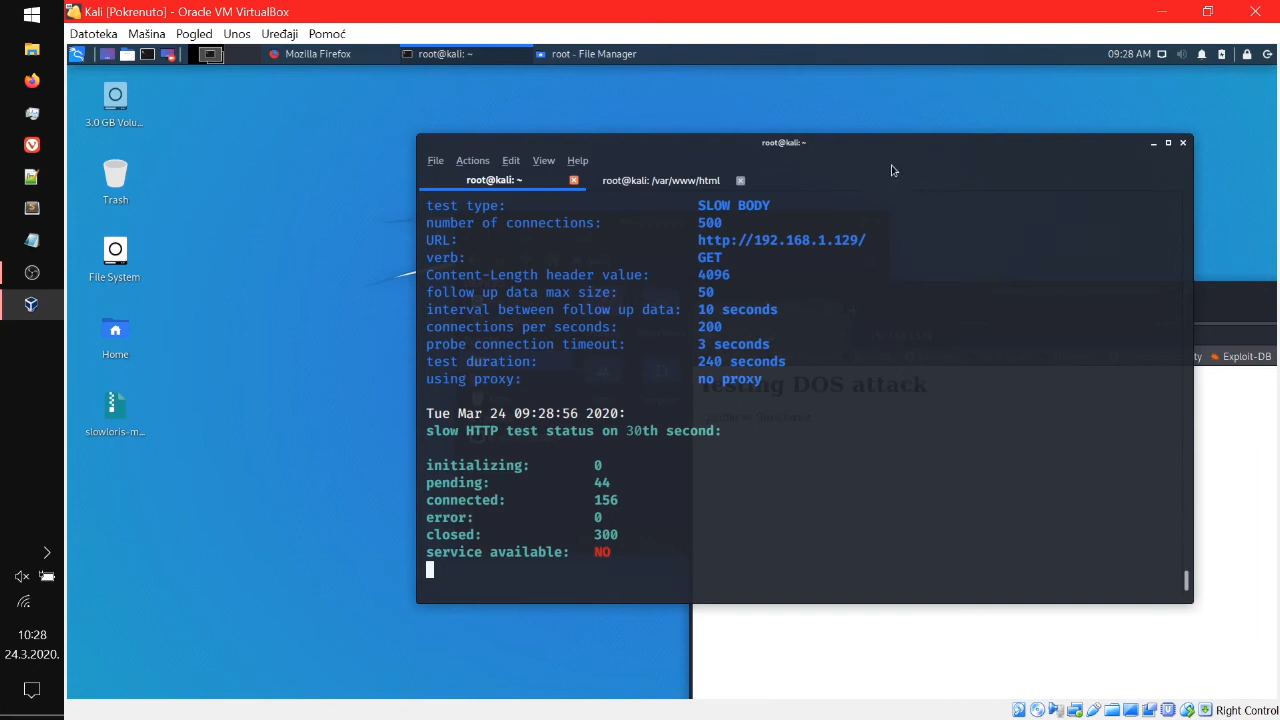 Kali [Pokrenuto] - Oracle VM VirtualBox
Datoteka Mašina Pogled Unos Uređaji Pomoć
Mozilla Firefox
root@kali: ~
root - File Manager
09:28 AM
3.0 GB Volu...
Trash
File System
Home
slowloris-m...
root@kali: ~
File Actions Edit View Help
root@kali: ~
root@kali: /var/www/html
test type: SLOW BODY
number of connections: 500
URL: http://192.168.1.129/
verb: GET
Content-Length header value: 4096
follow up data max size: 50
interval between follow up data: 10 seconds
connections per seconds: 200
probe connection timeout: 3 seconds
test duration: 240 seconds
using proxy: no proxy
Tue Mar 24 09:28:56 2020:
slow HTTP test status on 30th second:
initializing: 0
pending: 44
connected: 156
error: 0
closed: 300
service available: NO
Exploit-DB
Testing DOS attack
10:28
24.3.2020.
Right Control